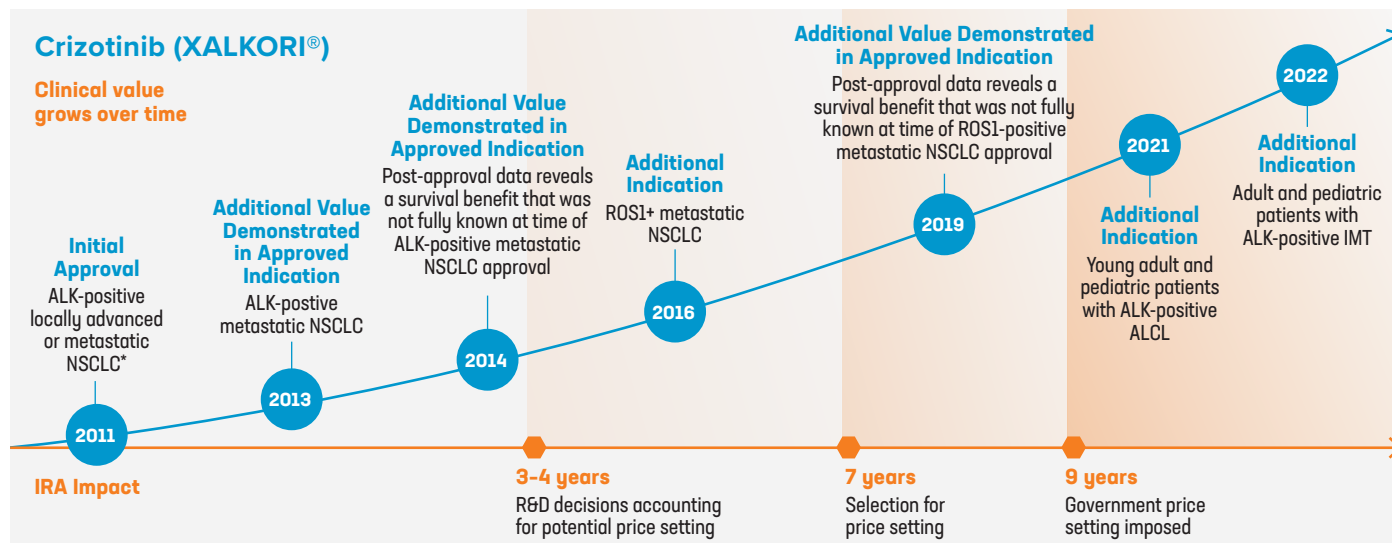 Crizotinib (XALKORI®)
Clinical value
grows over time
Initial
Approval
ALK-positive
locally advanced
or metastatic
NSCLC*
2011
Additional Value
Demonstrated
in Approved
Indication
ALK-postive
metastatic NSCLC
2013
Additional Value
Demonstrated in
Approved Indication
Post-approval data reveals
a survival benefit that was
not fully known at time of
ALK-positive metastatic
NSCLC approval
2014
Additional
Indication
ROS1+ metastatic
NSCLC
2016
Additional Value Demonstrated
in Approved Indication
Post-approval data reveals a
survival benefit that was not fully
known at time of ROS1-positive
metastatic NSCLC approval
2019
2021
Additional
Indication
Young adult and
pediatric patients
with ALK-positive
ALCL
2022
Additional
Indication
Adult and pediatric
patients with
ALK-positive IMT
IRA Impact
3-4 years
R&D decisions accounting
for potential price setting
7 years
Selection for
price setting
9 years
Government price
setting imposed